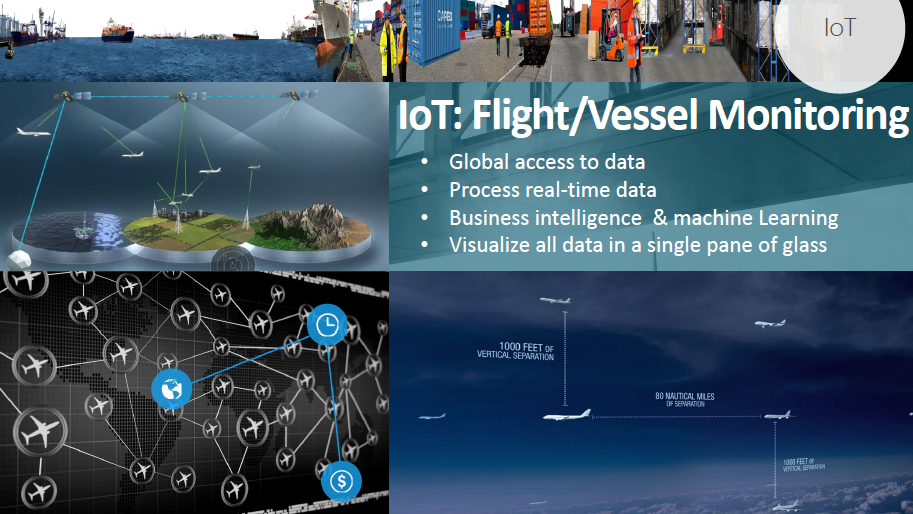 IoT
IoT: Flight/Vessel Monitoring
• Global access to data
• Process real-time data
• Business intelligence  & machine Learning
• Visualize all data in a single pane of glass
1000 FEET OF
VERTICAL SEPARATION
80 NAUTICAL MILES
OF SEPARATION
1000 FEET OF
VERTICAL SEPARATION
$